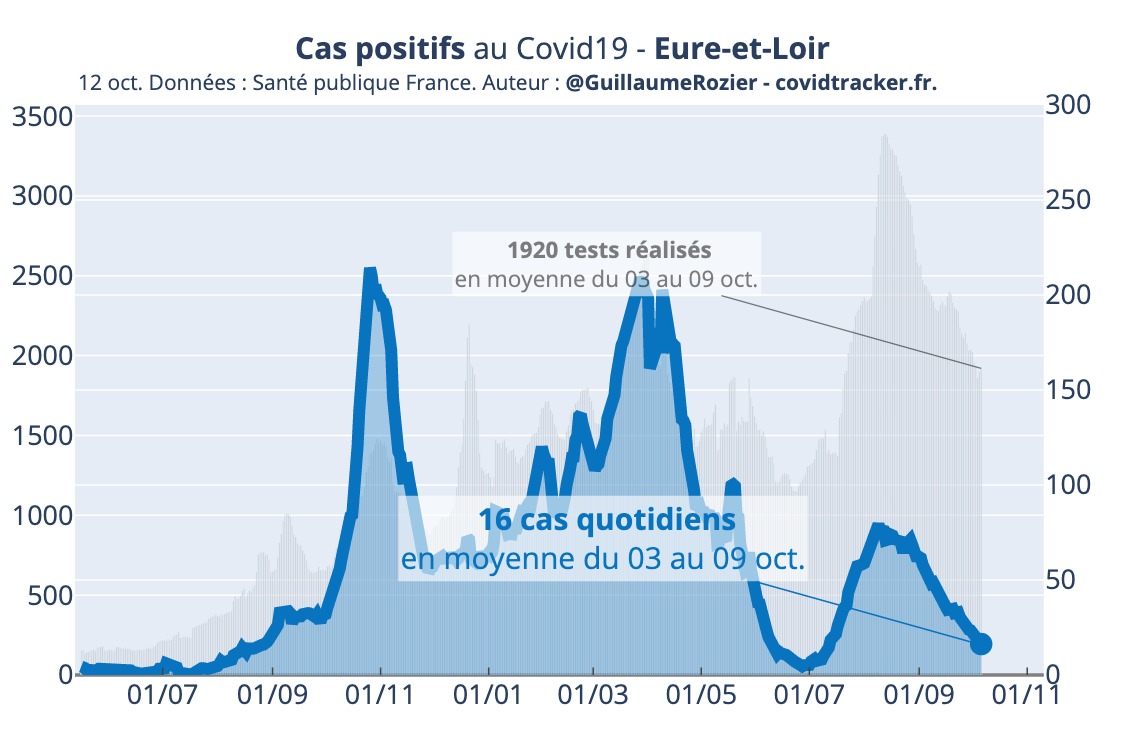 Cas positifs au Covid19 - Eure-et-Loir
12 oct. Données : Santé publique France. Auteur : @GuillaumeRozier - covidtracker.fr.
3500
3000
2500
2000
1500
1000
500
0
300
250
200
150
100
50
0
1920 tests réalisés
en moyenne du 03 au 09 oct.
16 cas quotidiens
en moyenne du 03 au 09 oct.
01/07 01/09 01/11 01/01 01/03 01/05 01/07 01/09 01/11